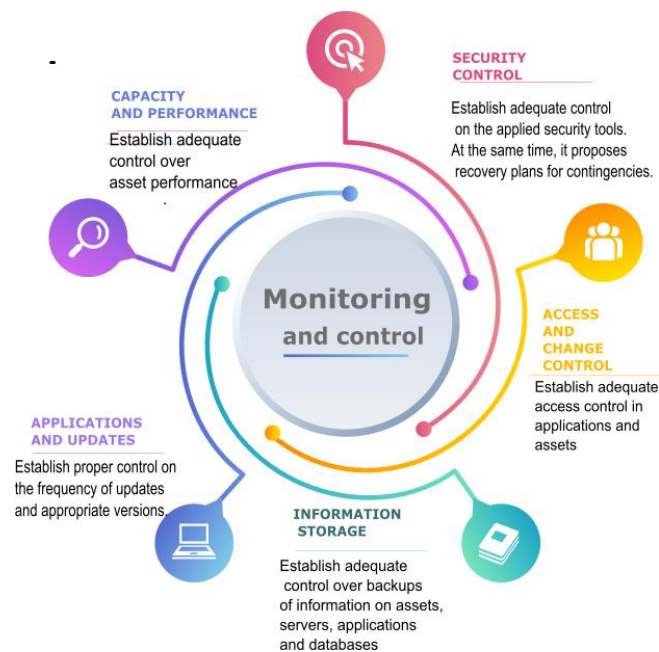 SECURITY
CONTROL
Establish adequate control
on the applied security tools.
At the same time, it proposes
recovery plans for contingencies.
CAPACITY
AND PERFORMANCE
Establish adequate
control over
asset performance
.
Monitoring
and control
ACCESS
AND
CHANGE
CONTROL
Establish adequate
access control in
applications and
assets
APPLICATIONS
AND UPDATES
Establish proper control on
the frequency of updates
and appropriate versions.
INFORMATION
STORAGE
Establish adequate
control over backups
of information on assets,
servers, applications
and databases